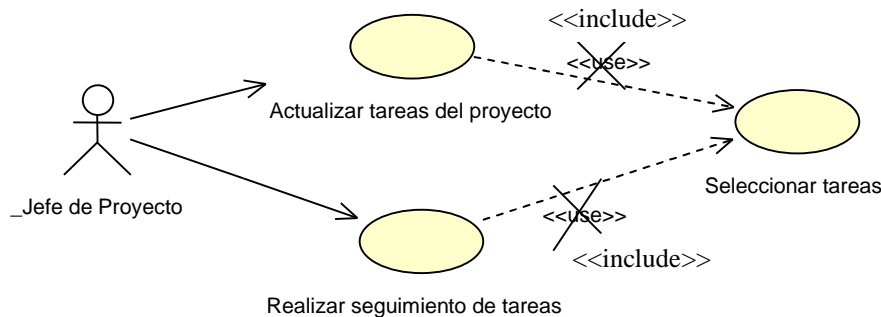 <<include>>
<<use>>
Actualizar tareas del proyecto
Seleccionar tareas
_Jefe de Proyecto
<<use>>
<<include>>
Realizar seguimiento de tareas